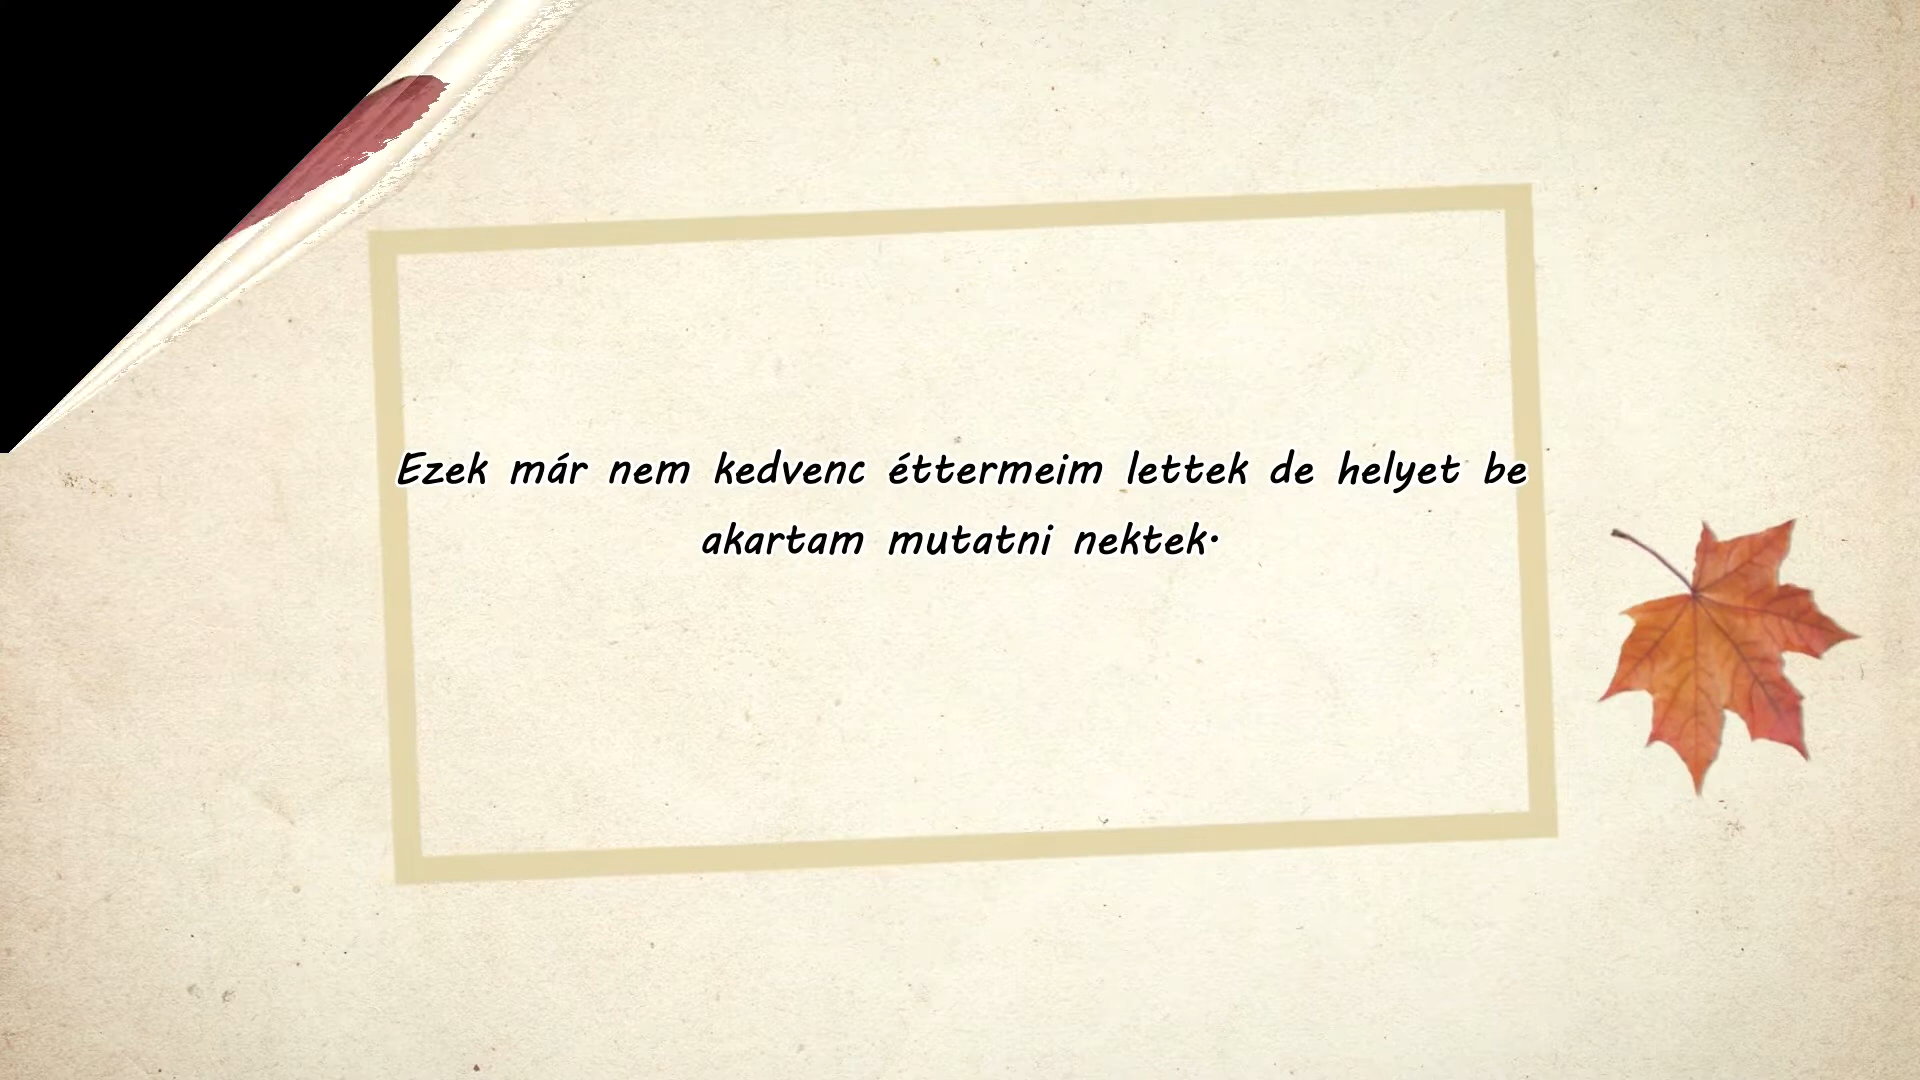 Ezek már nem kedvenc éttermeim lettek de helyet be
akartam mutatni nektek.